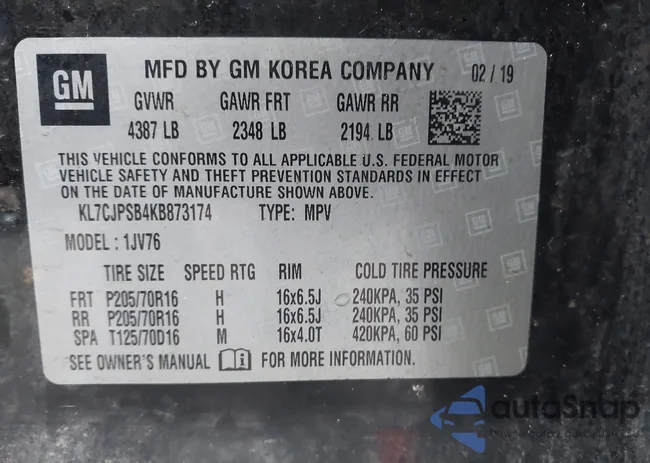 GM MFD BY GM KOREA COMPANY 02 / 19
GVWR GAWR FRT GAWR RR
4387 LB 2348 LB 2194 LB
THIS VEHICLE CONFORMS TO ALL APPLICABLE U.S. FEDERAL MOTOR
VEHICLE SAFETY AND THEFT PREVENTION STANDARDS IN EFFECT
ON THE DATE OF MANUFACTURE SHOWN ABOVE.
KL7CJPSB4KB873174 TYPE: MPV
MODEL : 1JV76
TIRE SIZE SPEED RTG RIM COLD TIRE PRESSURE
FRT P205/70R16 H 16x6.5J 240KPA, 35 PSI
RR P205/70R16 H 16x6.5J 240KPA, 35 PSI
SPA T125/70D16 M 16x4.0T 420KPA, 60 PSI
SEE OWNER'S MANUAL FOR MORE INFORMATION.
autoSnap